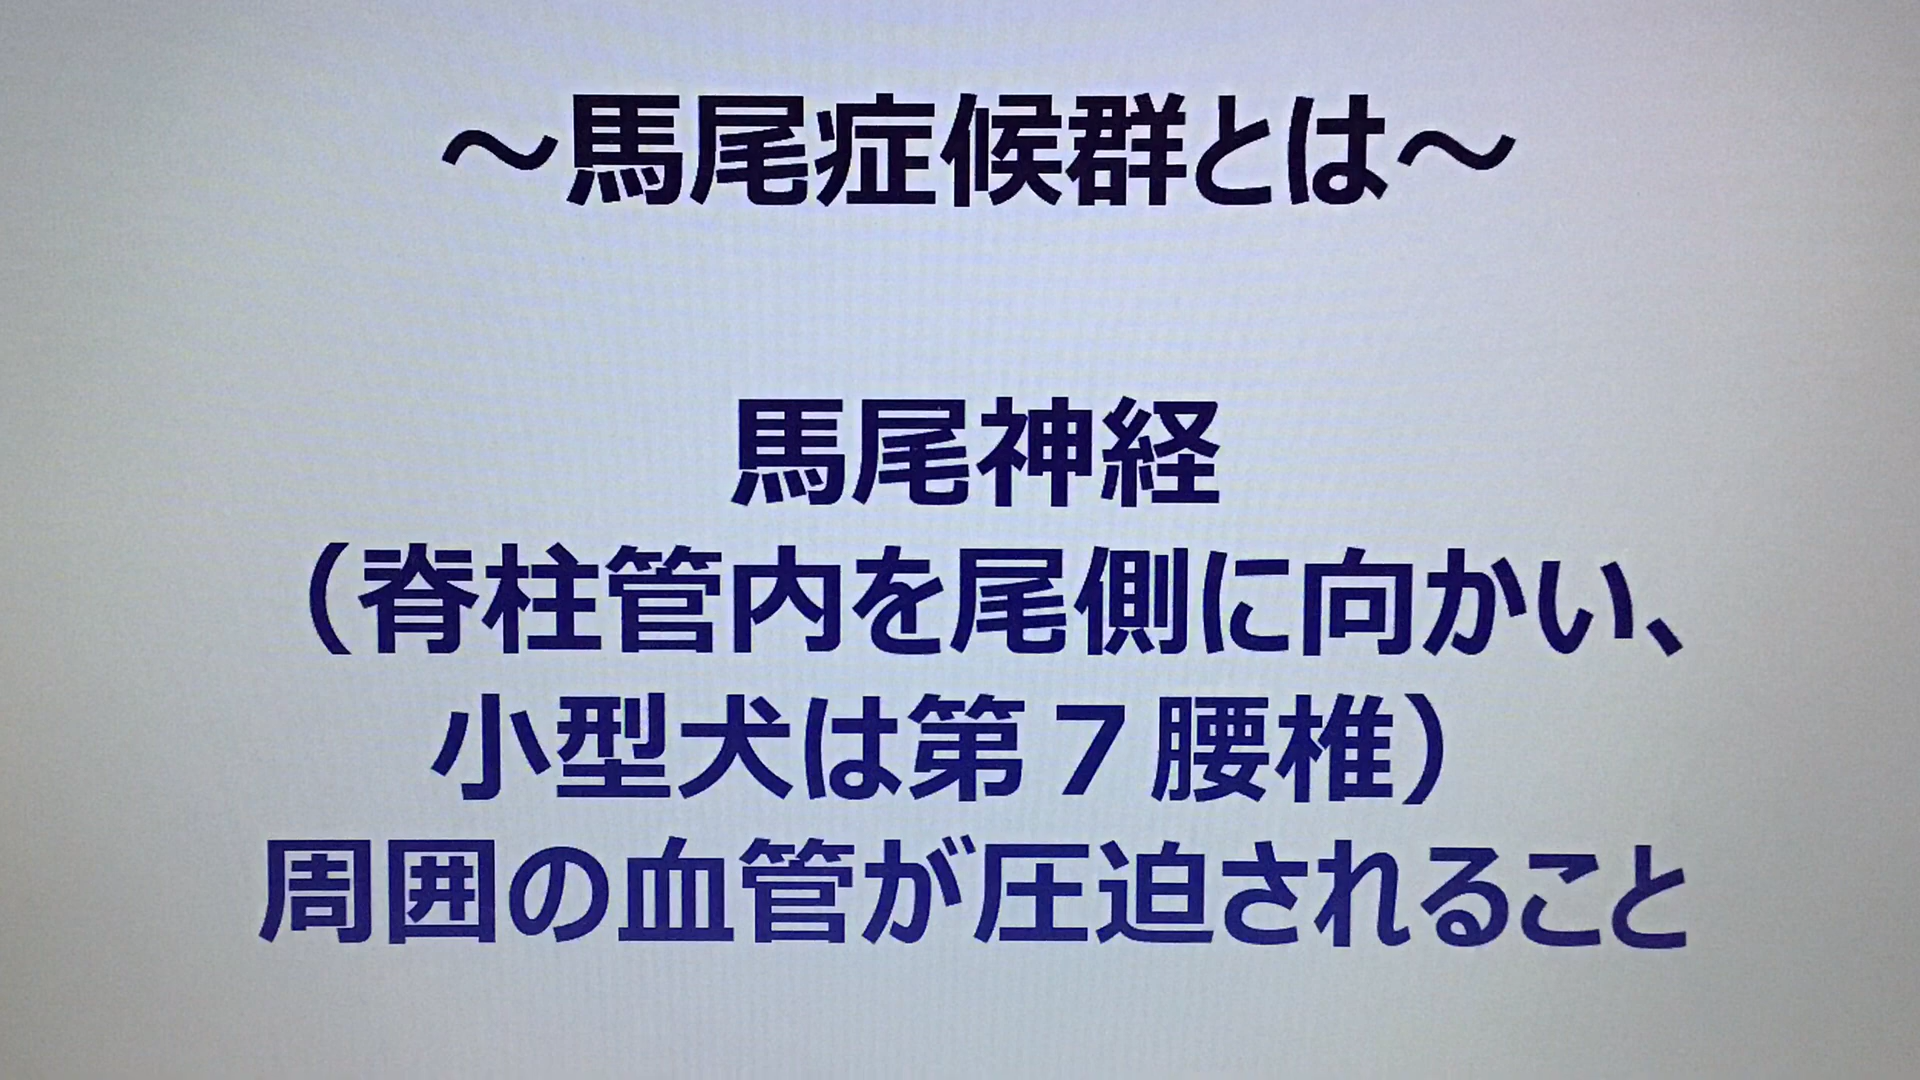 ～馬尾症候群とは～
馬尾神経
（脊柱管内を尾側に向かい、
小型犬は第７腰椎）
周囲の血管が圧迫されること